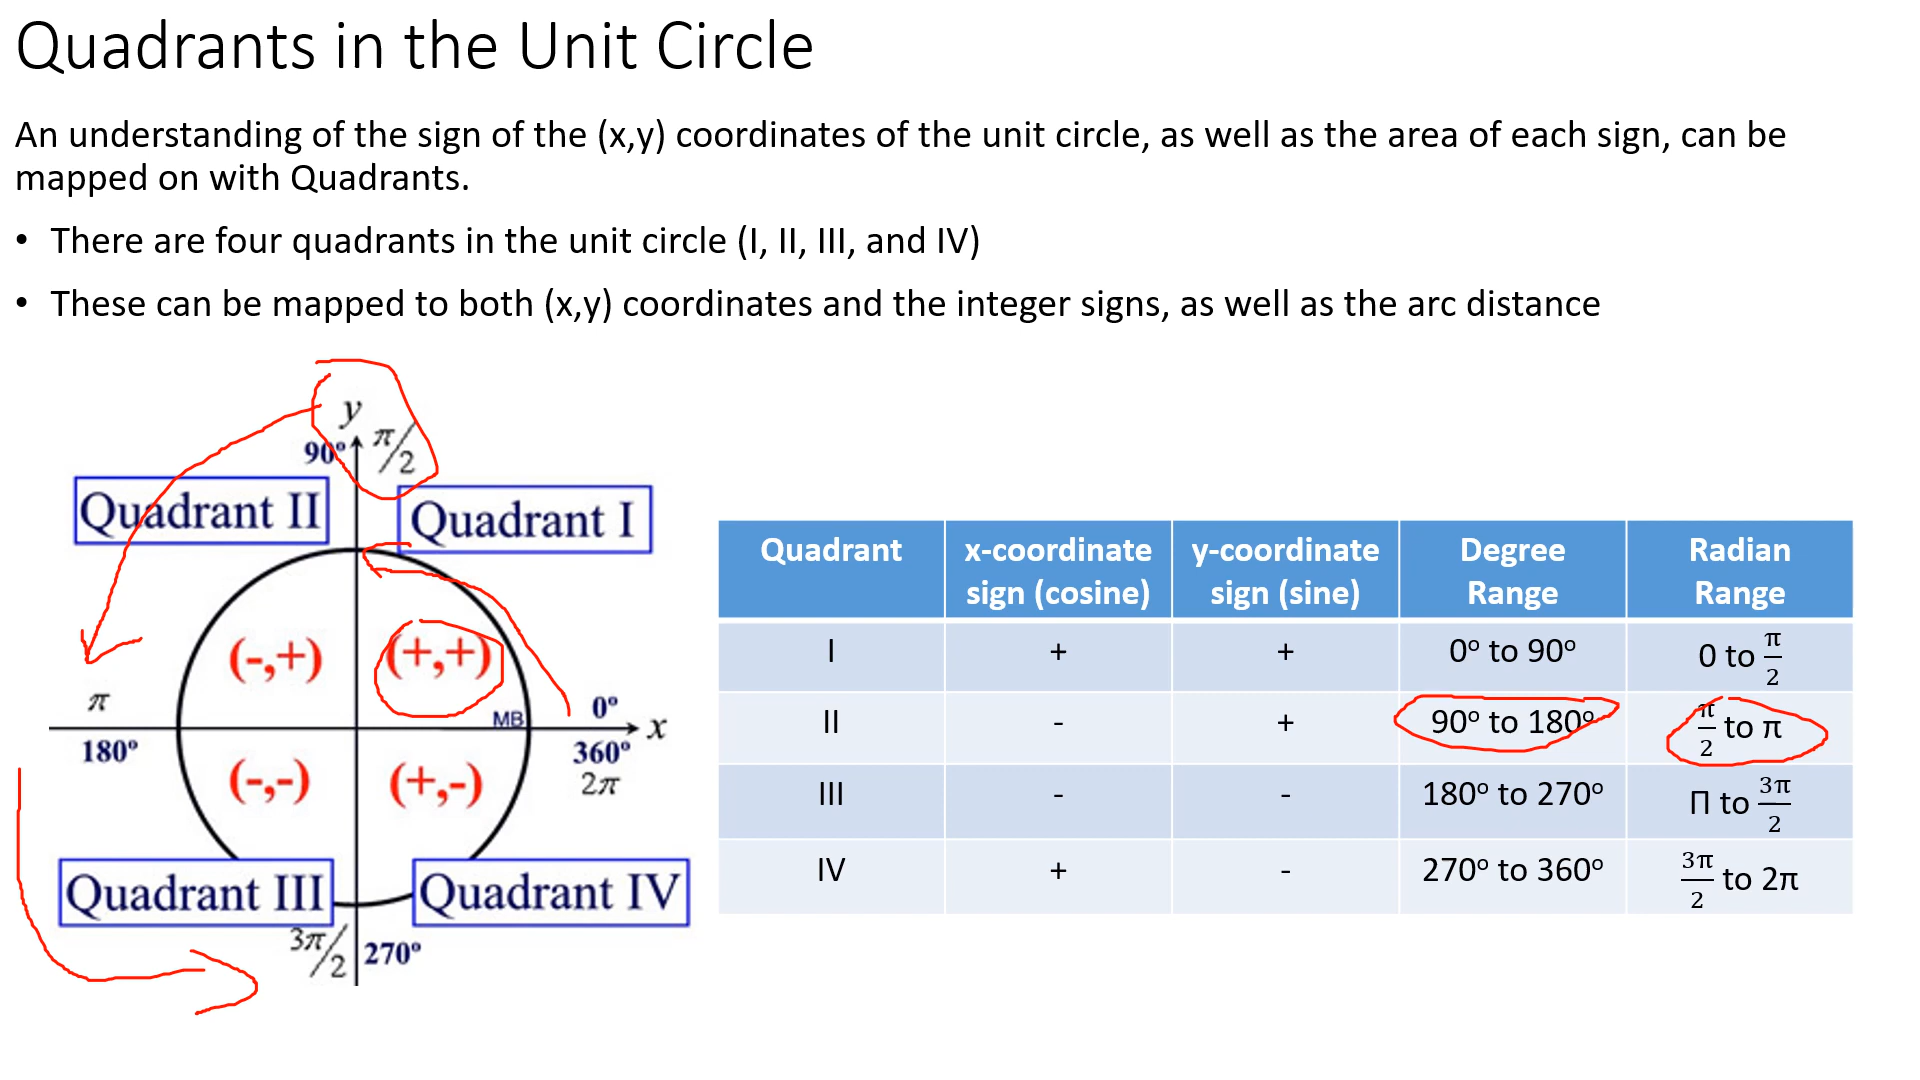 Quadrants in the Unit Circle
An understanding of the sign of the (x,y) coordinates of the unit circle, as well as the area of each sign, can be
mapped on with Quadrants.
• There are four quadrants in the unit circle (I, II, III, and IV)
• These can be mapped to both (x,y) coordinates and the integer signs, as well as the arc distance
y
90° π/2
Quadrant II Quadrant I
(-,+) (+,+)
π MB 0° x
180° 360°
2π
(-,-) (+,-)
Quadrant III Quadrant IV
3π/2 270°
Quadrant x-coordinate sign (cosine) y-coordinate sign (sine) Degree Range Radian Range
I + + 0° to 90° 0 to π/2
II - + 90° to 180° π/2 to π
III - - 180° to 270° Π to 3π/2
IV + - 270° to 360° 3π/2 to 2π